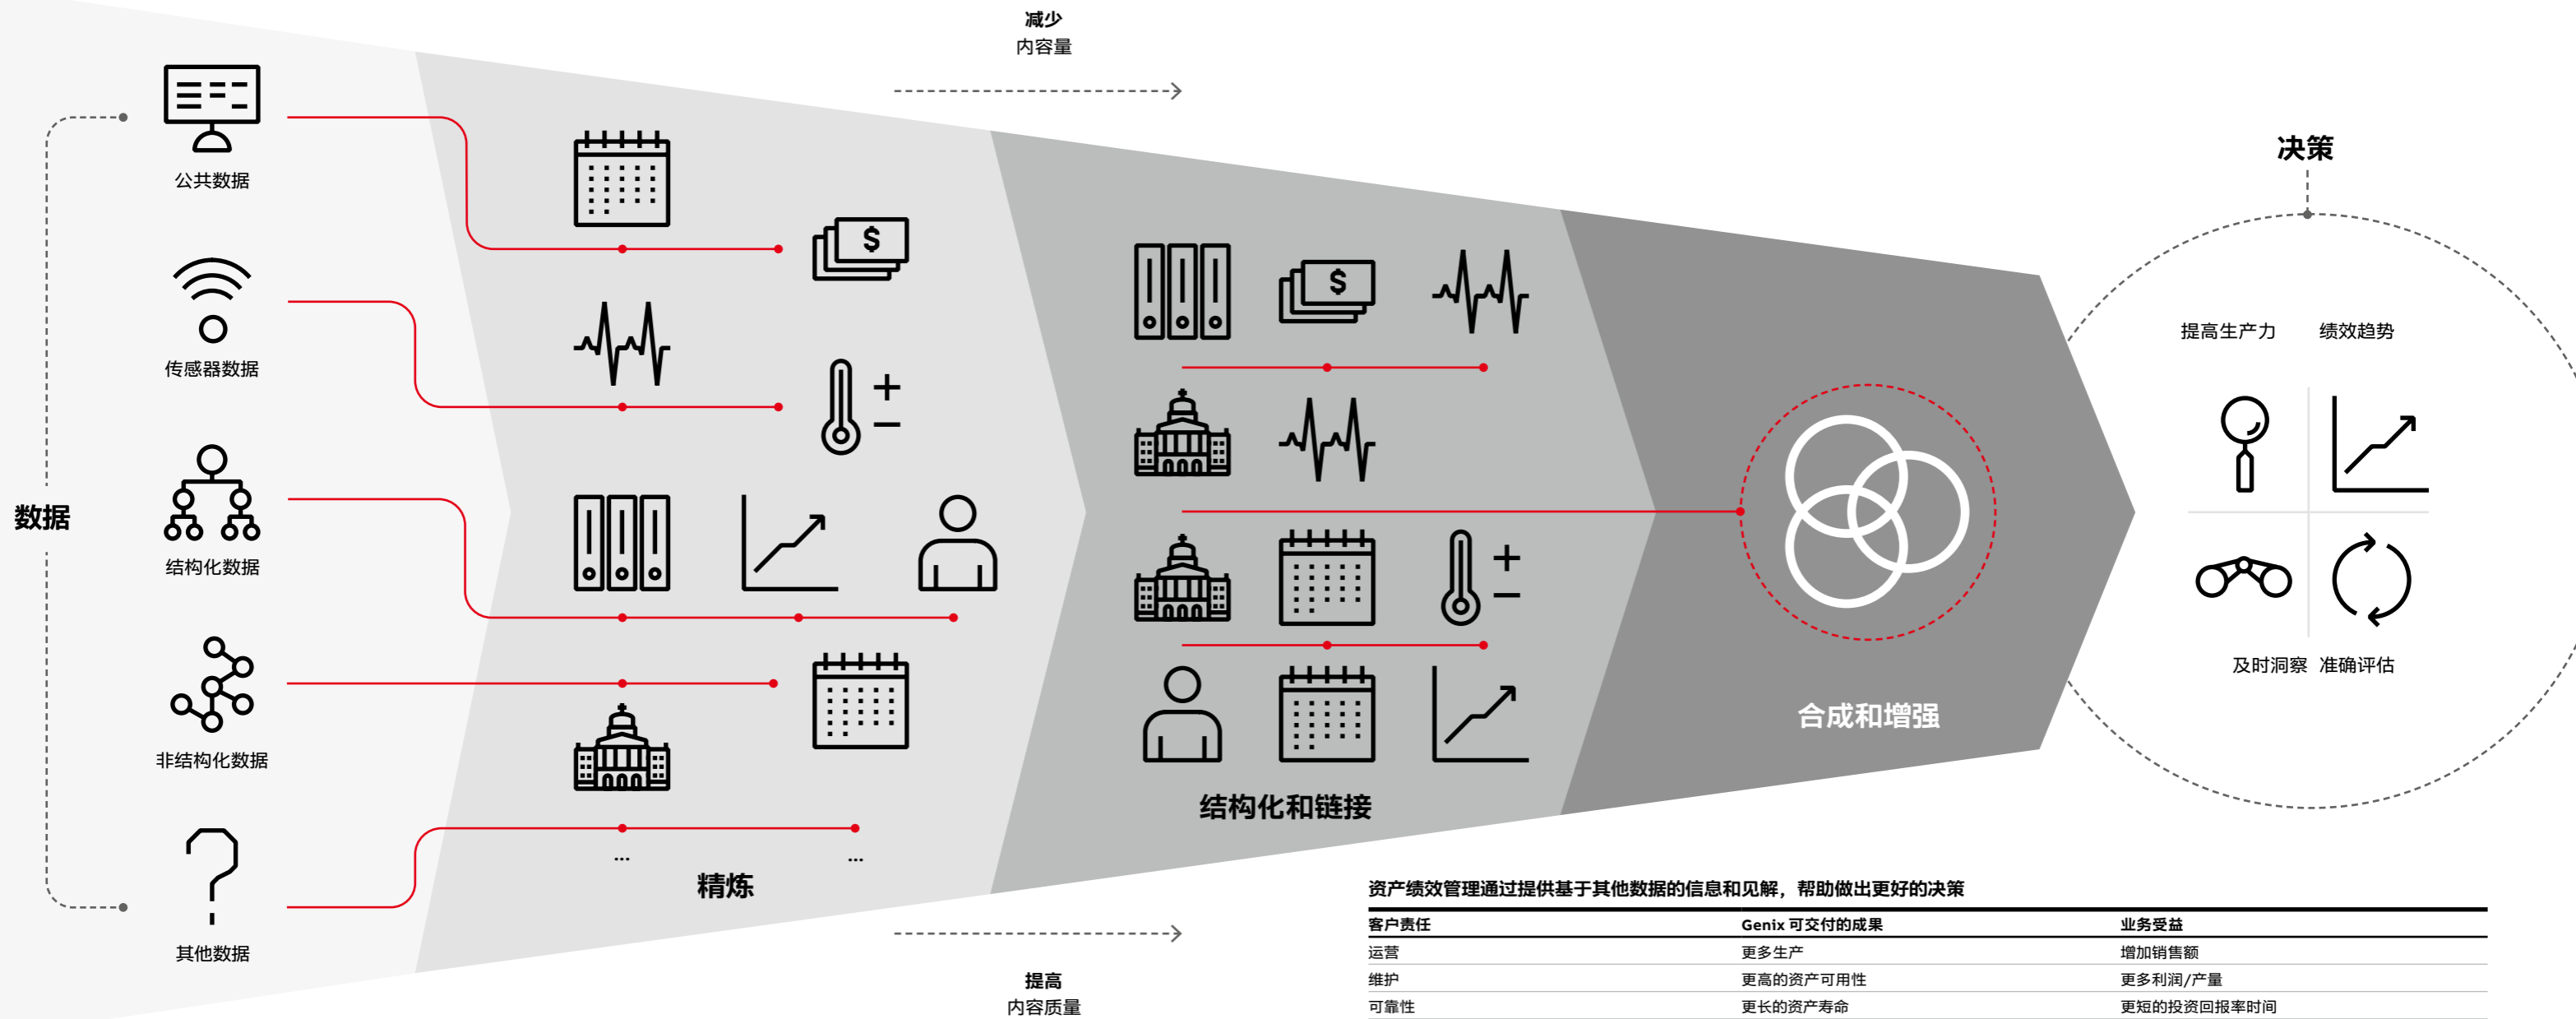 减少
内容量
公共数据
传感器数据
数据
结构化数据
非结构化数据
其他数据
...
...
精炼
结构化和链接
合成和增强
决策
提高生产力 绩效趋势
及时洞察 准确评估
提高
内容质量
资产绩效管理通过提供基于其他数据的信息和见解，帮助做出更好的决策
客户责任 Genix 可交付的成果 业务受益
运营 更多生产 增加销售额
维护 更高的资产可用性 更多利润/产量
可靠性 更长的资产寿命 更短的投资回报率时间